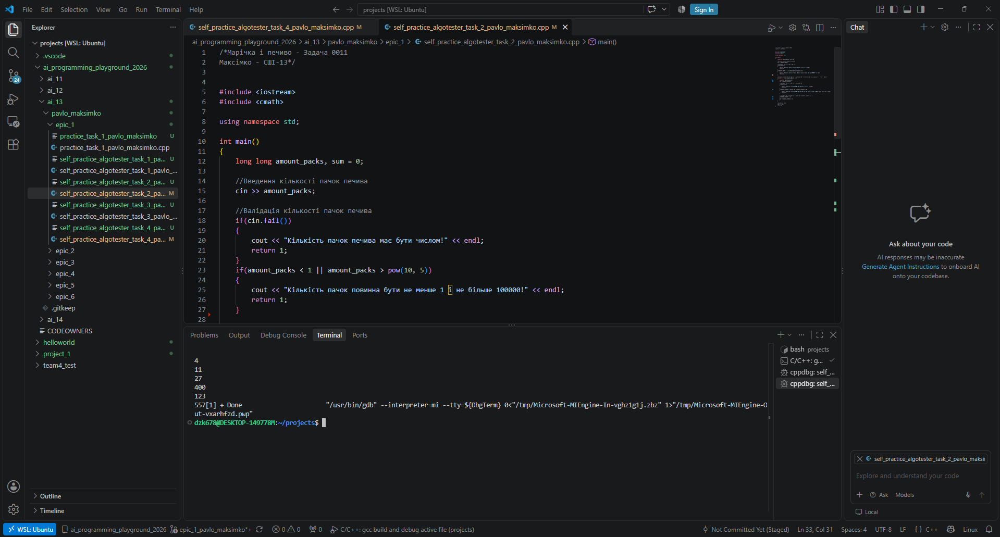 File Edit Selection View Go Run Terminal Help
projects [WSL: Ubuntu]
Sign In
Explorer
projects [WSL: Ubuntu]
.vscode
ai_programming_playground_2026
ai_11
ai_12
ai_13
pavlo_maksimko
epic_1
practice_task_1_pavlo_maksimko U
practice_task_1_pavlo_maksimko.cpp
self_practice_algotester_task_1_pa... U
self_practice_algotester_task_1_pavlo_...
self_practice_algotester_task_2_pa... U
self_practice_algotester_task_2_pa... M
self_practice_algotester_task_3_pa... U
self_practice_algotester_task_3_pavlo_...
self_practice_algotester_task_4_pa... U
self_practice_algotester_task_4_pa... M
epic_2
epic_3
epic_4
epic_5
epic_6
.gitkeep
ai_14
CODEOWNERS
helloworld
project_1
team4_test
Outline
Timeline
24
self_practice_algotester_task_4_pavlo_maksimko.cpp M
self_practice_algotester_task_2_pavlo_maksimko.cpp M
ai_programming_playground_2026 > ai_13 > pavlo_maksimko > epic_1 > self_practice_algotester_task_2_pavlo_maksimko.cpp > main()
1 /*Марічка і печиво - Задача 0011
2 Максімко - СШІ-13*/
3
4
5 #include <iostream>
6 #include <cmath>
7
8 using namespace std;
9
10 int main()
11 {
12 long long amount_packs, sum = 0;
13
14 //Введення кількості пачок печива
15 cin >> amount_packs;
16
17 //Валідація кількості пачок печива
18 if(cin.fail())
19 {
20 cout << "Кількість пачок печива має бути числом!" << endl;
21 return 1;
22 }
23 if(amount_packs < 1 || amount_packs > pow(10, 5))
24 {
25 cout << "Кількість пачок повинна бути не менше 1 і не більше 100000!" << endl;
26 return 1;
27 }
28
Problems Output Debug Console Terminal Ports
4
11
27
400
123
557[1] + Done "/usr/bin/gdb" --interpreter=mi --tty=${DbgTerm} 0<"/tmp/Microsoft-MIEngine-In-vghz1g1j.zbz" 1>"/tmp/Microsoft-MIEngine-O
ut-vxarhfzd.pwp"
dzk678@DESKTOP-149778M:~/projects$
bash projects
C/C++: g...
cppdbg: self_...
cppdbg: self_...
Chat
Ask about your code
AI responses may be inaccurate
Generate Agent Instructions to onboard AI
onto your codebase.
self_practice_algotester_task_2_pavlo_maksi
Explore and understand your code
Ask Models
Local
WSL: Ubuntu ai_programming_playground_2026 epic_1_pavlo_maksimko*+ 0 0 0 C/C++: gcc build and debug active file (projects) Not Committed Yet (Staged) Ln 33, Col 31 Spaces: 4 UTF-8 LF {} C++ Linux